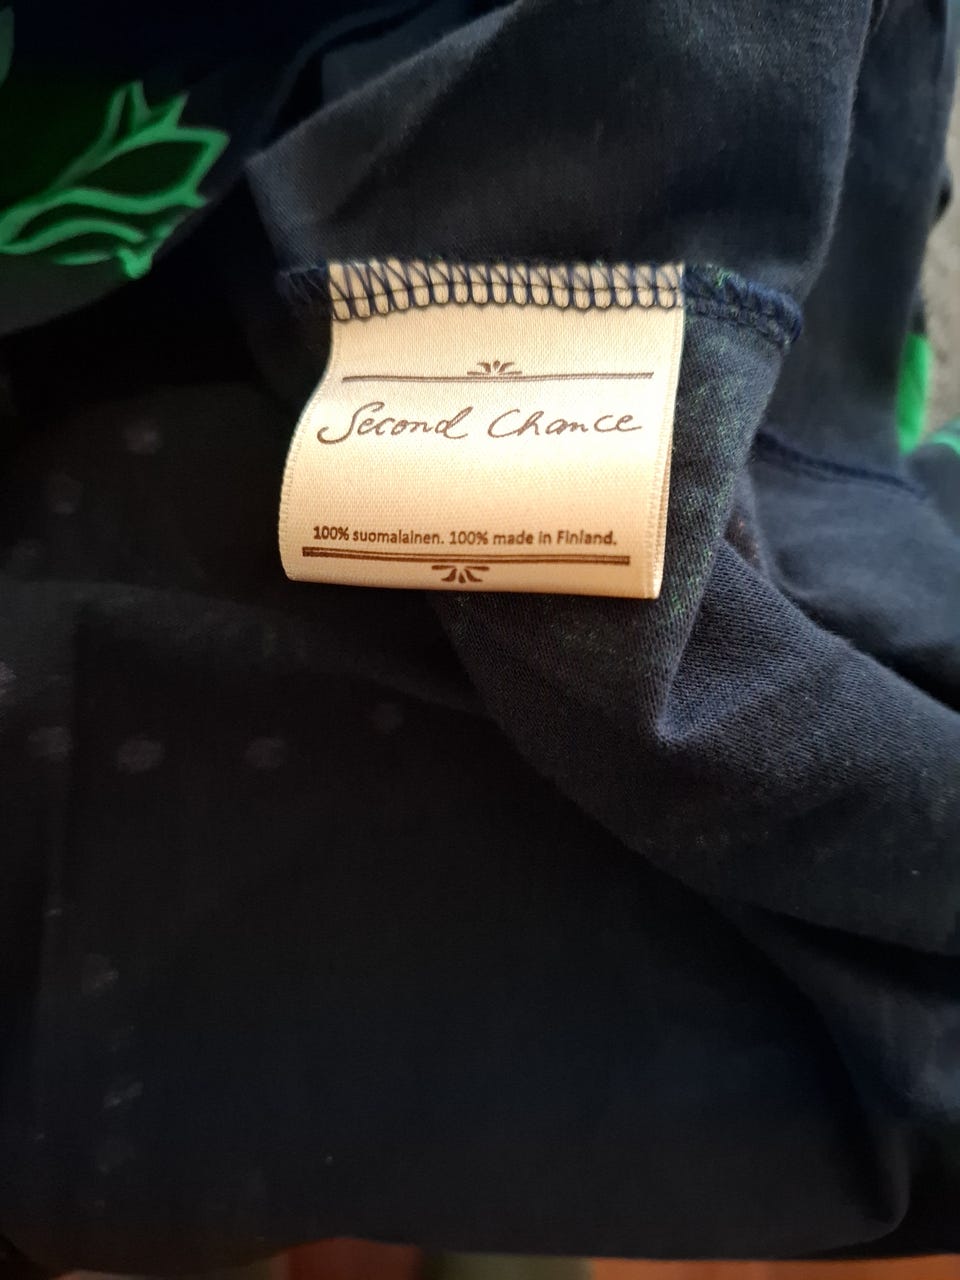 Second Chance
100% suomalainen. 100% made in Finland.